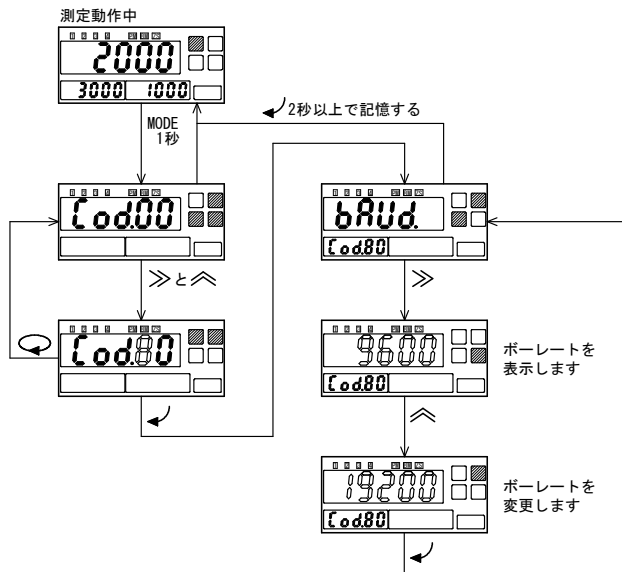 測定動作中
2000
3000 1000
MODE
1秒
2秒以上で記憶する
Cod.00
bAUd.
Cod.80
≫と︽
≫
Cod.80
9600
Cod.80
ボーレートを
表示します
︽
19200
Cod.80
ボーレートを
変更します